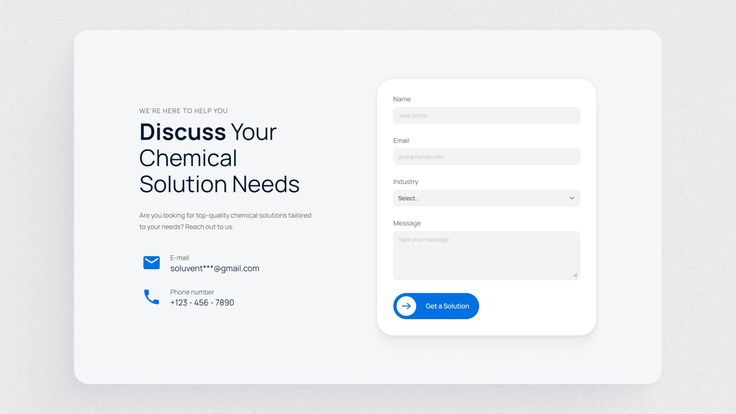 WE'RE HERE TO HELP YOU
Discuss Your
Chemical
Solution Needs
Are you looking for top-quality chemical solutions tailored
to your needs? Reach out to us.
E-mail
soluvent***@gmail.com
Phone number
+123 - 456 - 7890
Name
Jane Smith
Email
jane@framer.com
Industry
Select...
Message
Type your message
Get a Solution